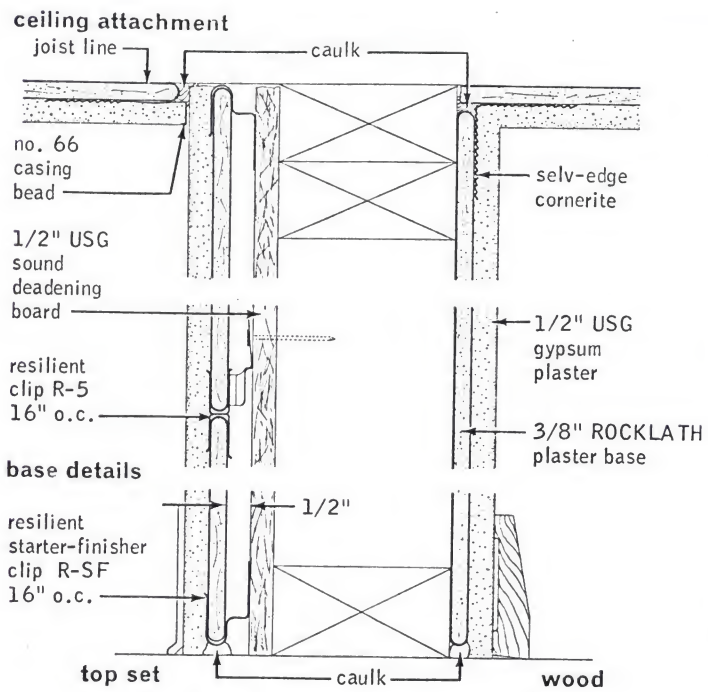 ceiling attachment
joist line
caulk
no. 66
casing
bead
selv-edge
cornerite
1/2" USG
sound
deadening
board
1/2" USG
gypsum
plaster
resilient
clip R-5
16" o.c.
3/8" ROCKLATH
plaster base
base details
1/2"
resilient
starter-finisher
clip R-SF
16" o.c.
top set
caulk
wood